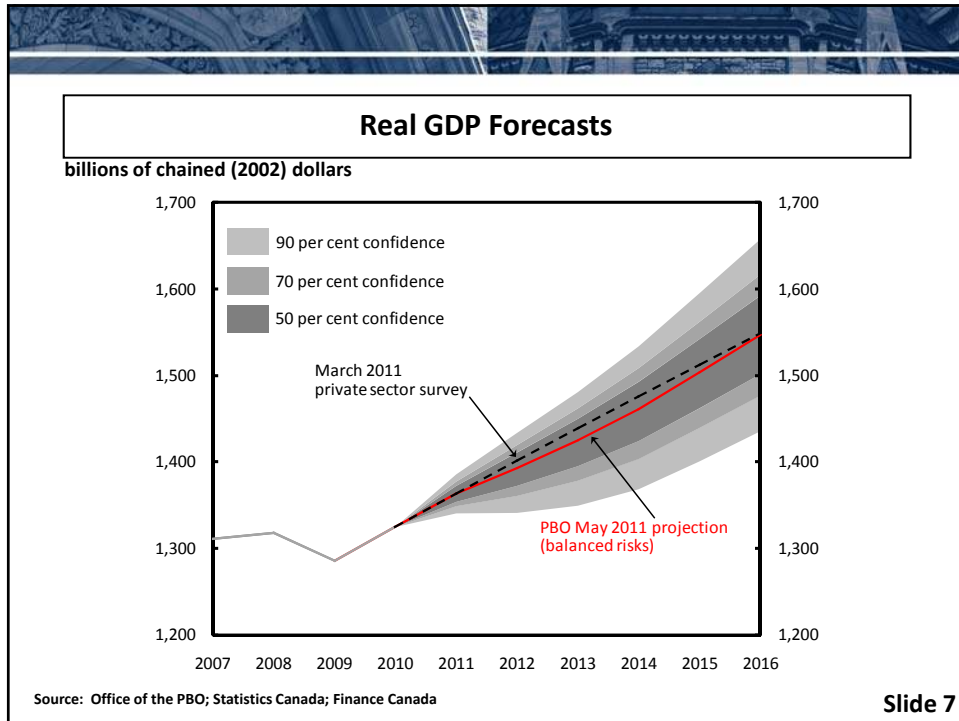 Real GDP Forecasts
billions of chained (2002) dollars
1,700
1,600
1,500
1,400
1,300
1,200
90 per cent confidence
70 per cent confidence
50 per cent confidence
March 2011
private sector survey
PBO May 2011 projection
(balanced risks)
1,700
1,600
1,500
1,400
1,300
1,200
2007 2008 2009 2010 2011 2012 2013 2014 2015 2016
Source: Office of the PBO; Statistics Canada; Finance Canada
Slide 7